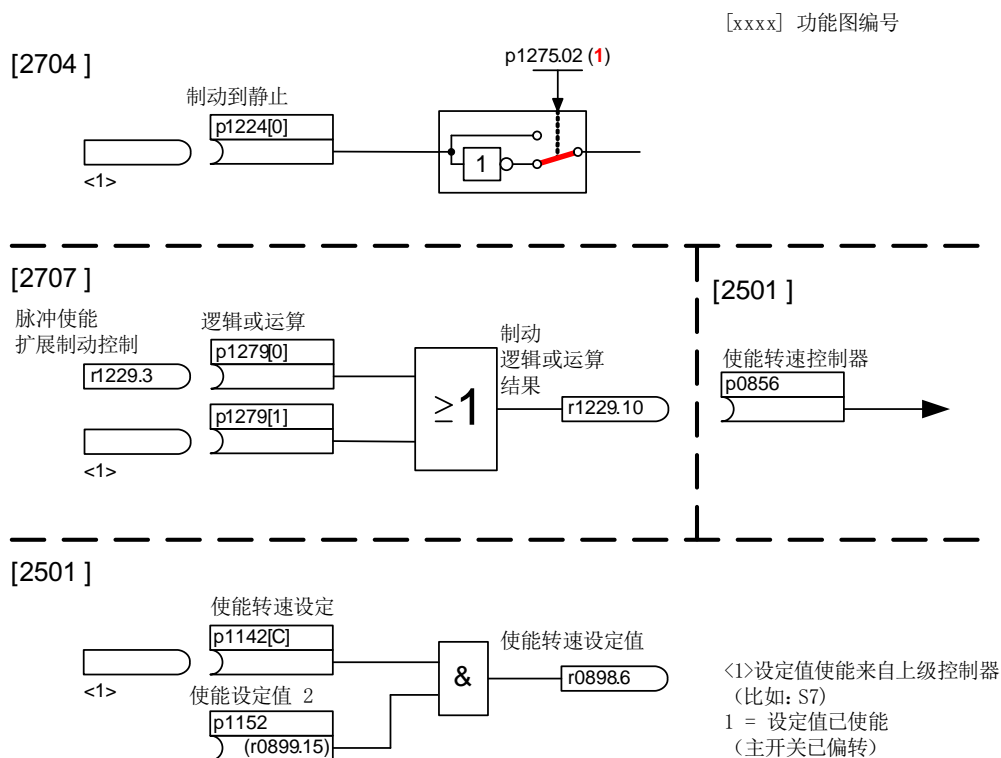 [xxxx] 功能图编号
[2704 ]
p1275.02 (1)
制动到静止
p1224[0]
1
<1>
[2707 ]
[2501 ]
脉冲使能
扩展制动控制
r1229.3
逻辑或运算
p1279[0]
p1279[1]
<1>
≥1
制动
逻辑或运算
结果
r1229.10
使能转速控制器
p0856
[2501 ]
使能转速设定
p1142[C]
<1>
使能设定值 2
p1152
(r0899.15)
&
使能转速设定值
r0898.6
<1>设定值使能来自上级控制器
（比如：S7)
1 = 设定值已使能
（主开关已偏转）